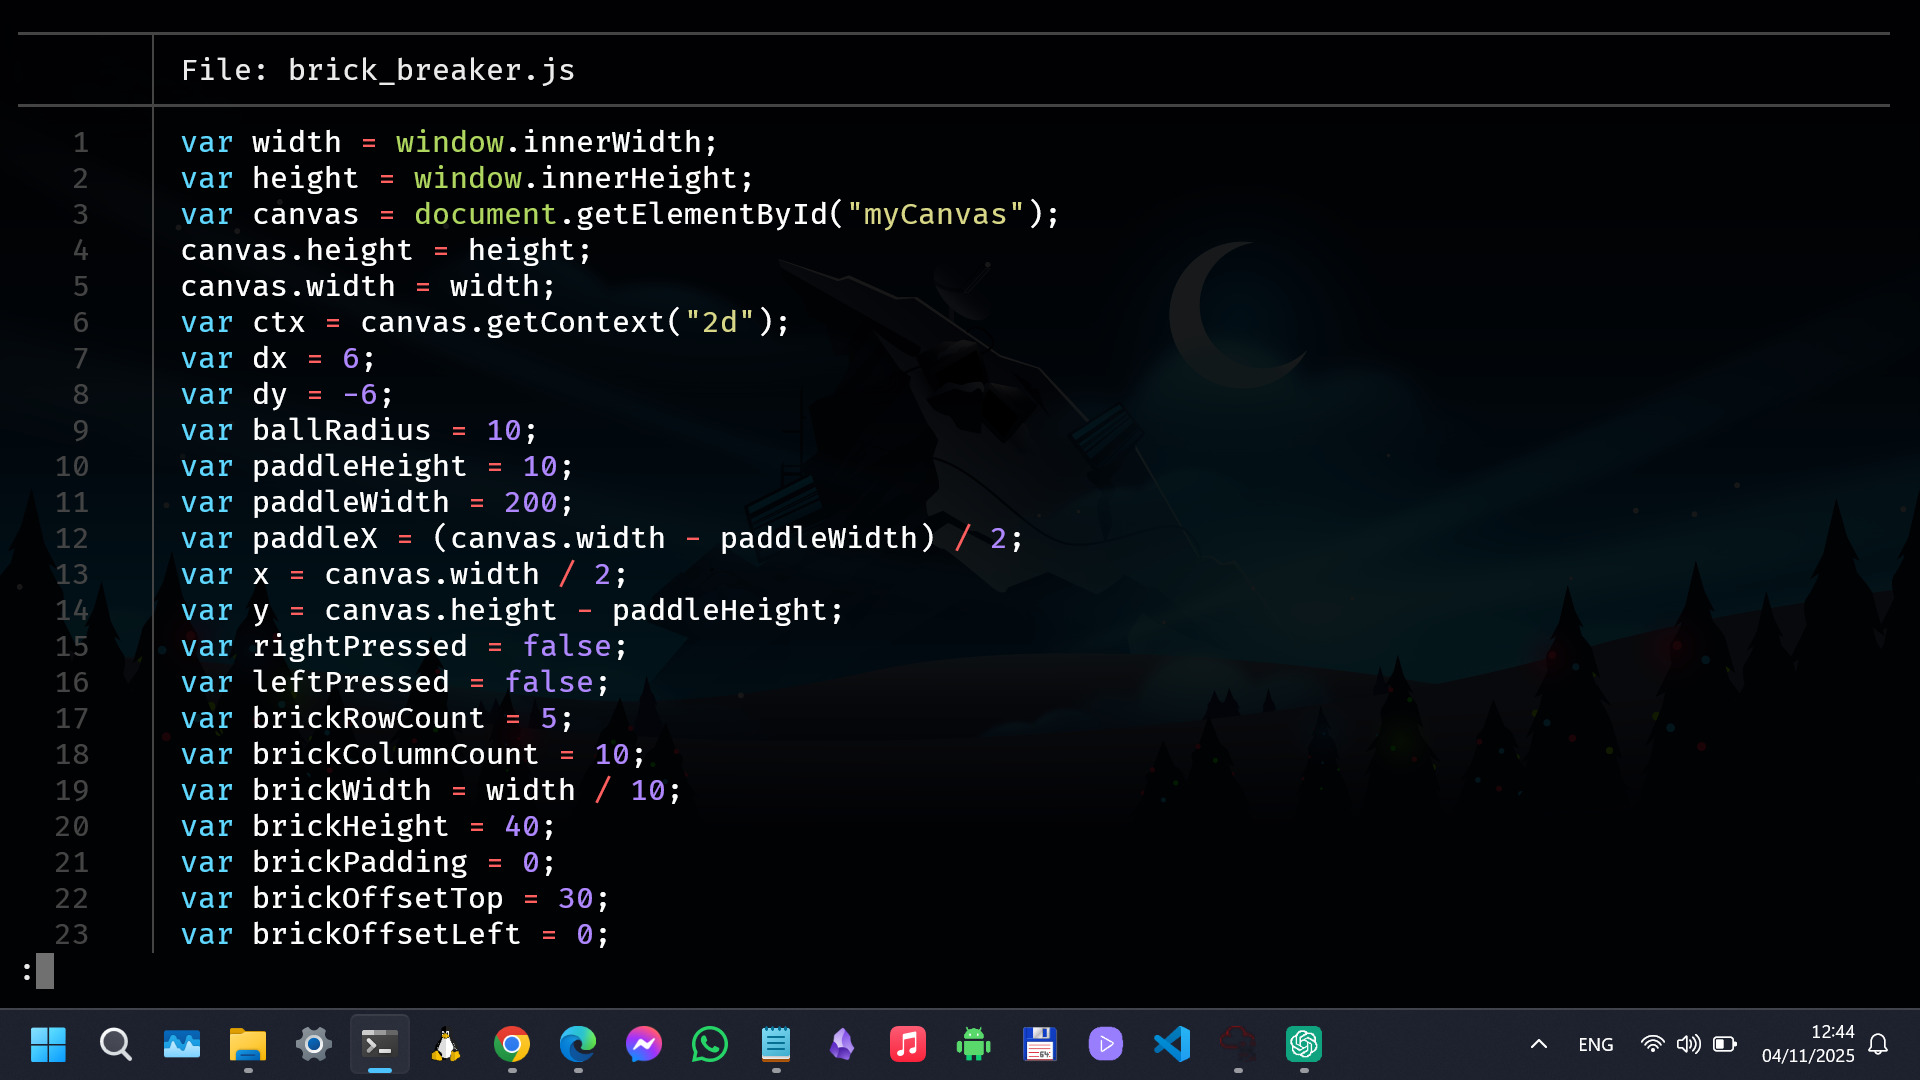 File: brick_breaker.js
1 var width = window.innerWidth;
2 var height = window.innerHeight;
3 var canvas = document.getElementById("myCanvas");
4 canvas.height = height;
5 canvas.width = width;
6 var ctx = canvas.getContext("2d");
7 var dx = 6;
8 var dy = -6;
9 var ballRadius = 10;
10 var paddleHeight = 10;
11 var paddleWidth = 200;
12 var paddleX = (canvas.width - paddleWidth) / 2;
13 var x = canvas.width / 2;
14 var y = canvas.height - paddleHeight;
15 var rightPressed = false;
16 var leftPressed = false;
17 var brickRowCount = 5;
18 var brickColumnCount = 10;
19 var brickWidth = width / 10;
20 var brickHeight = 40;
21 var brickPadding = 0;
22 var brickOffsetTop = 30;
23 var brickOffsetLeft = 0;
:
64
ENG
12:44
04/11/2025